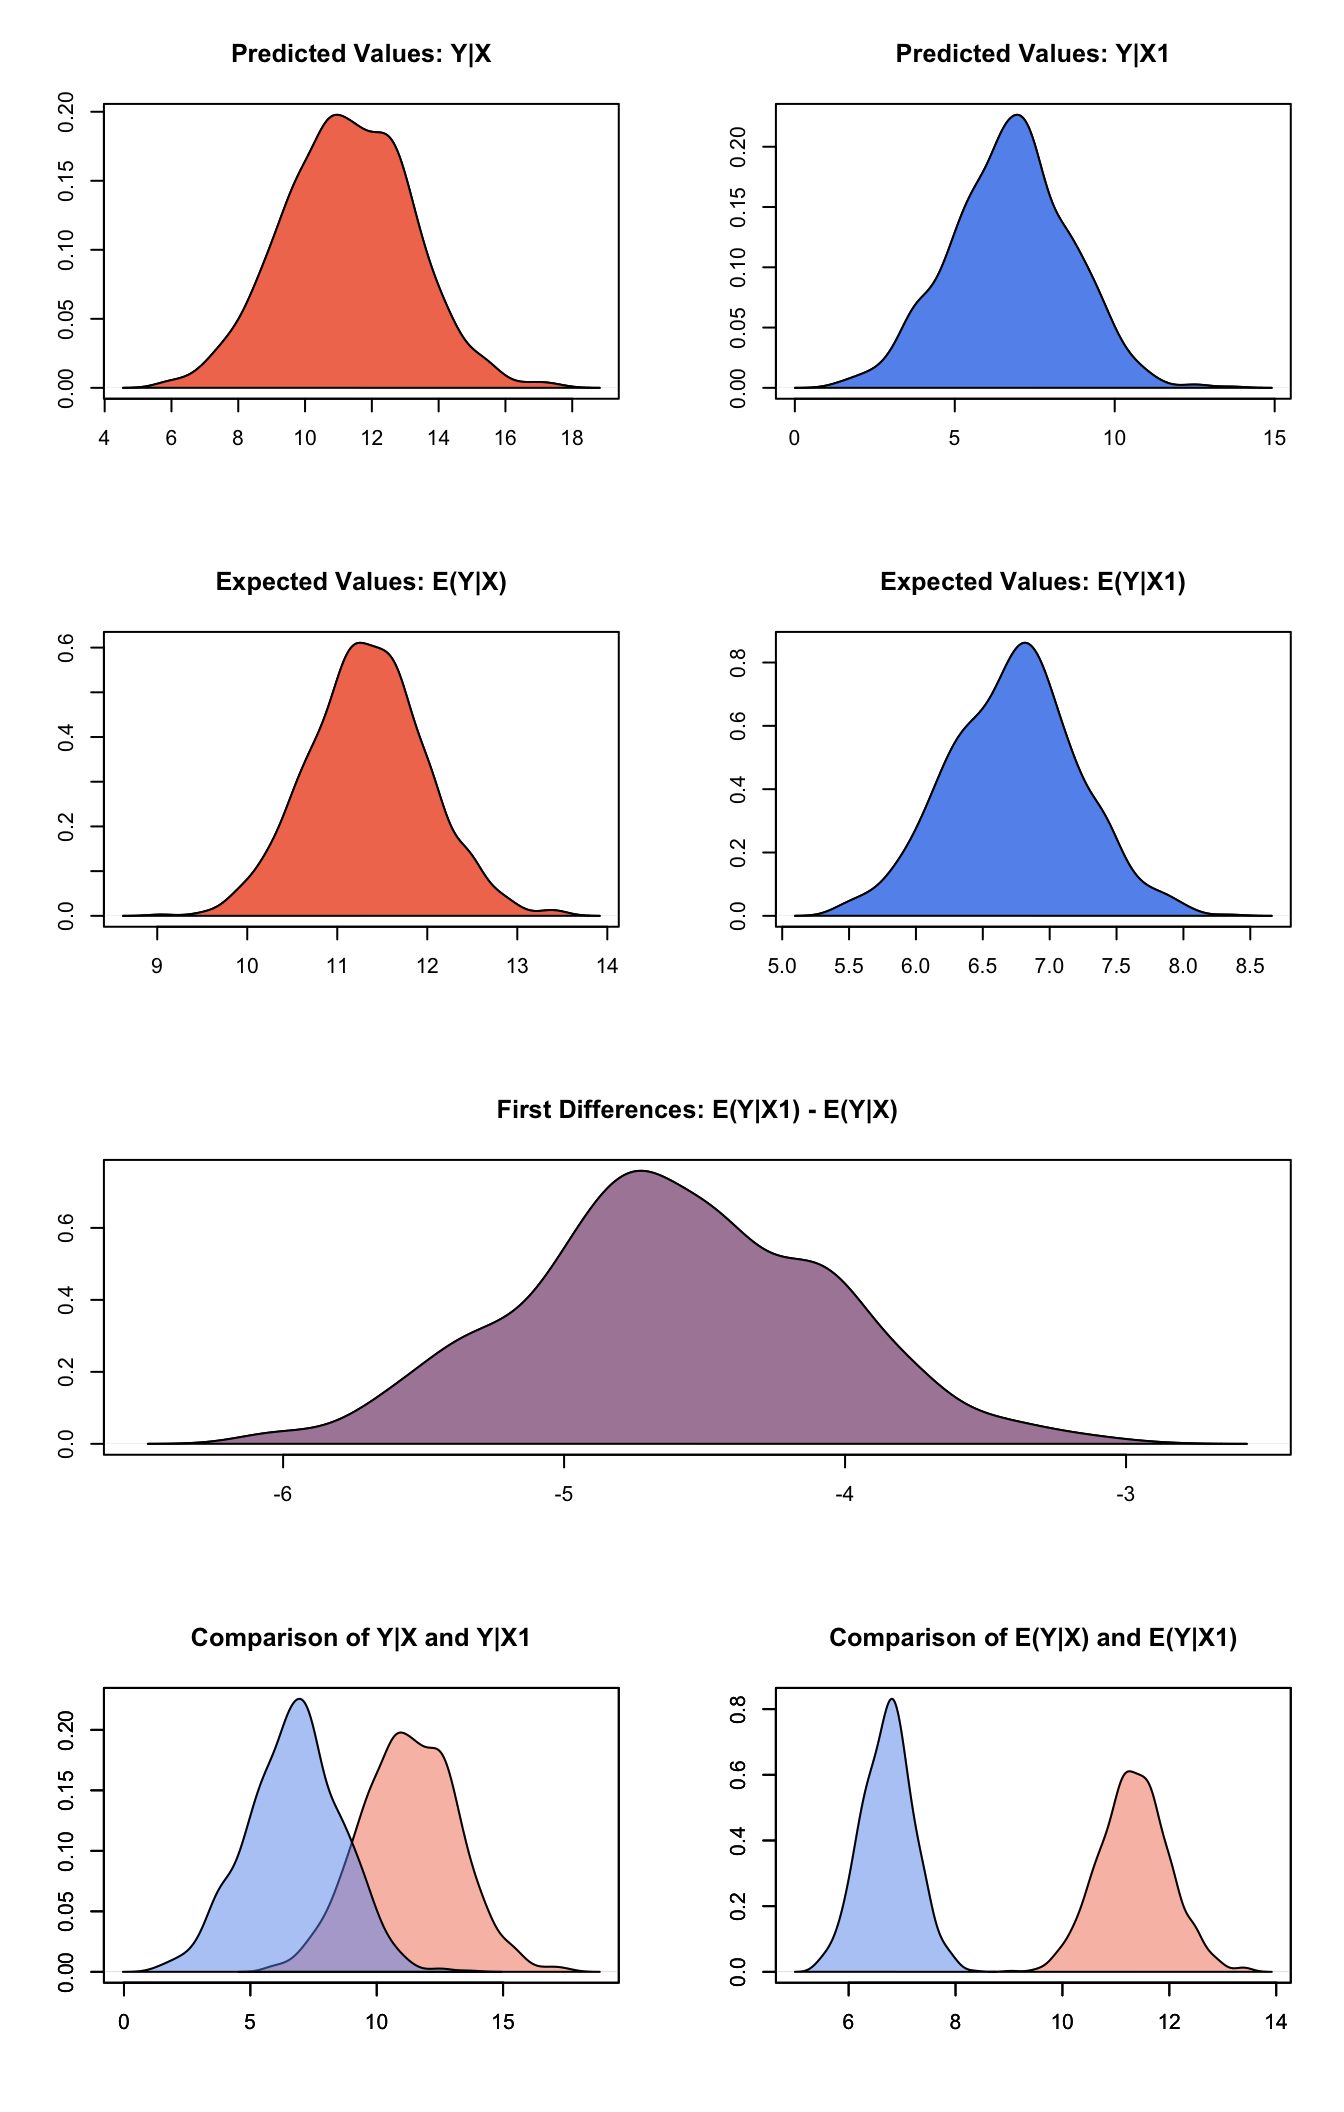 Predicted Values: Y|X
0.00 0.05 0.10 0.15 0.20
4 6 8 10 12 14 16 18
Predicted Values: Y|X1
0.00 0.05 0.10 0.15 0.20
0 5 10 15
Expected Values: E(Y|X)
0.0 0.2 0.4 0.6
9 10 11 12 13 14
Expected Values: E(Y|X1)
0.0 0.2 0.4 0.6 0.8
5.0 5.5 6.0 6.5 7.0 7.5 8.0 8.5
First Differences: E(Y|X1) - E(Y|X)
0.0 0.2 0.4 0.6
-6 -5 -4 -3
Comparison of Y|X and Y|X1
0.00 0.05 0.10 0.15 0.20
0 5 10 15
Comparison of E(Y|X) and E(Y|X1)
0.0 0.2 0.4 0.6 0.8
6 8 10 12 14